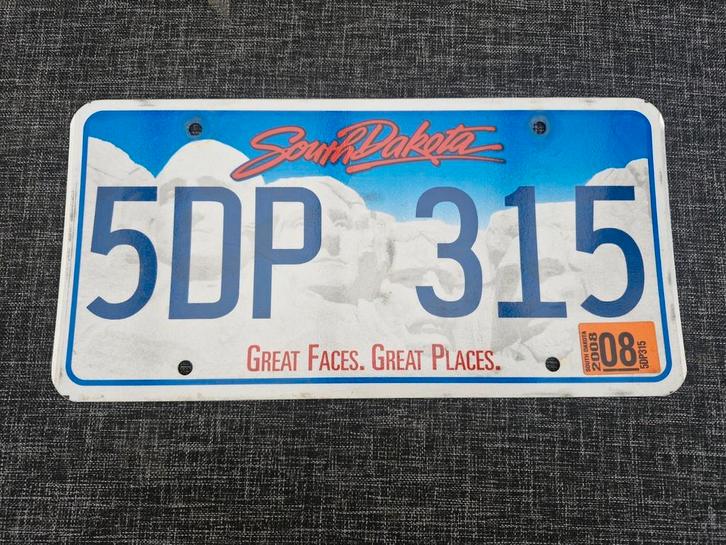 South Dakota
5DP 315
GREAT FACES. GREAT PLACES.
SOUTH DAKOTA
2008
08
5DP315